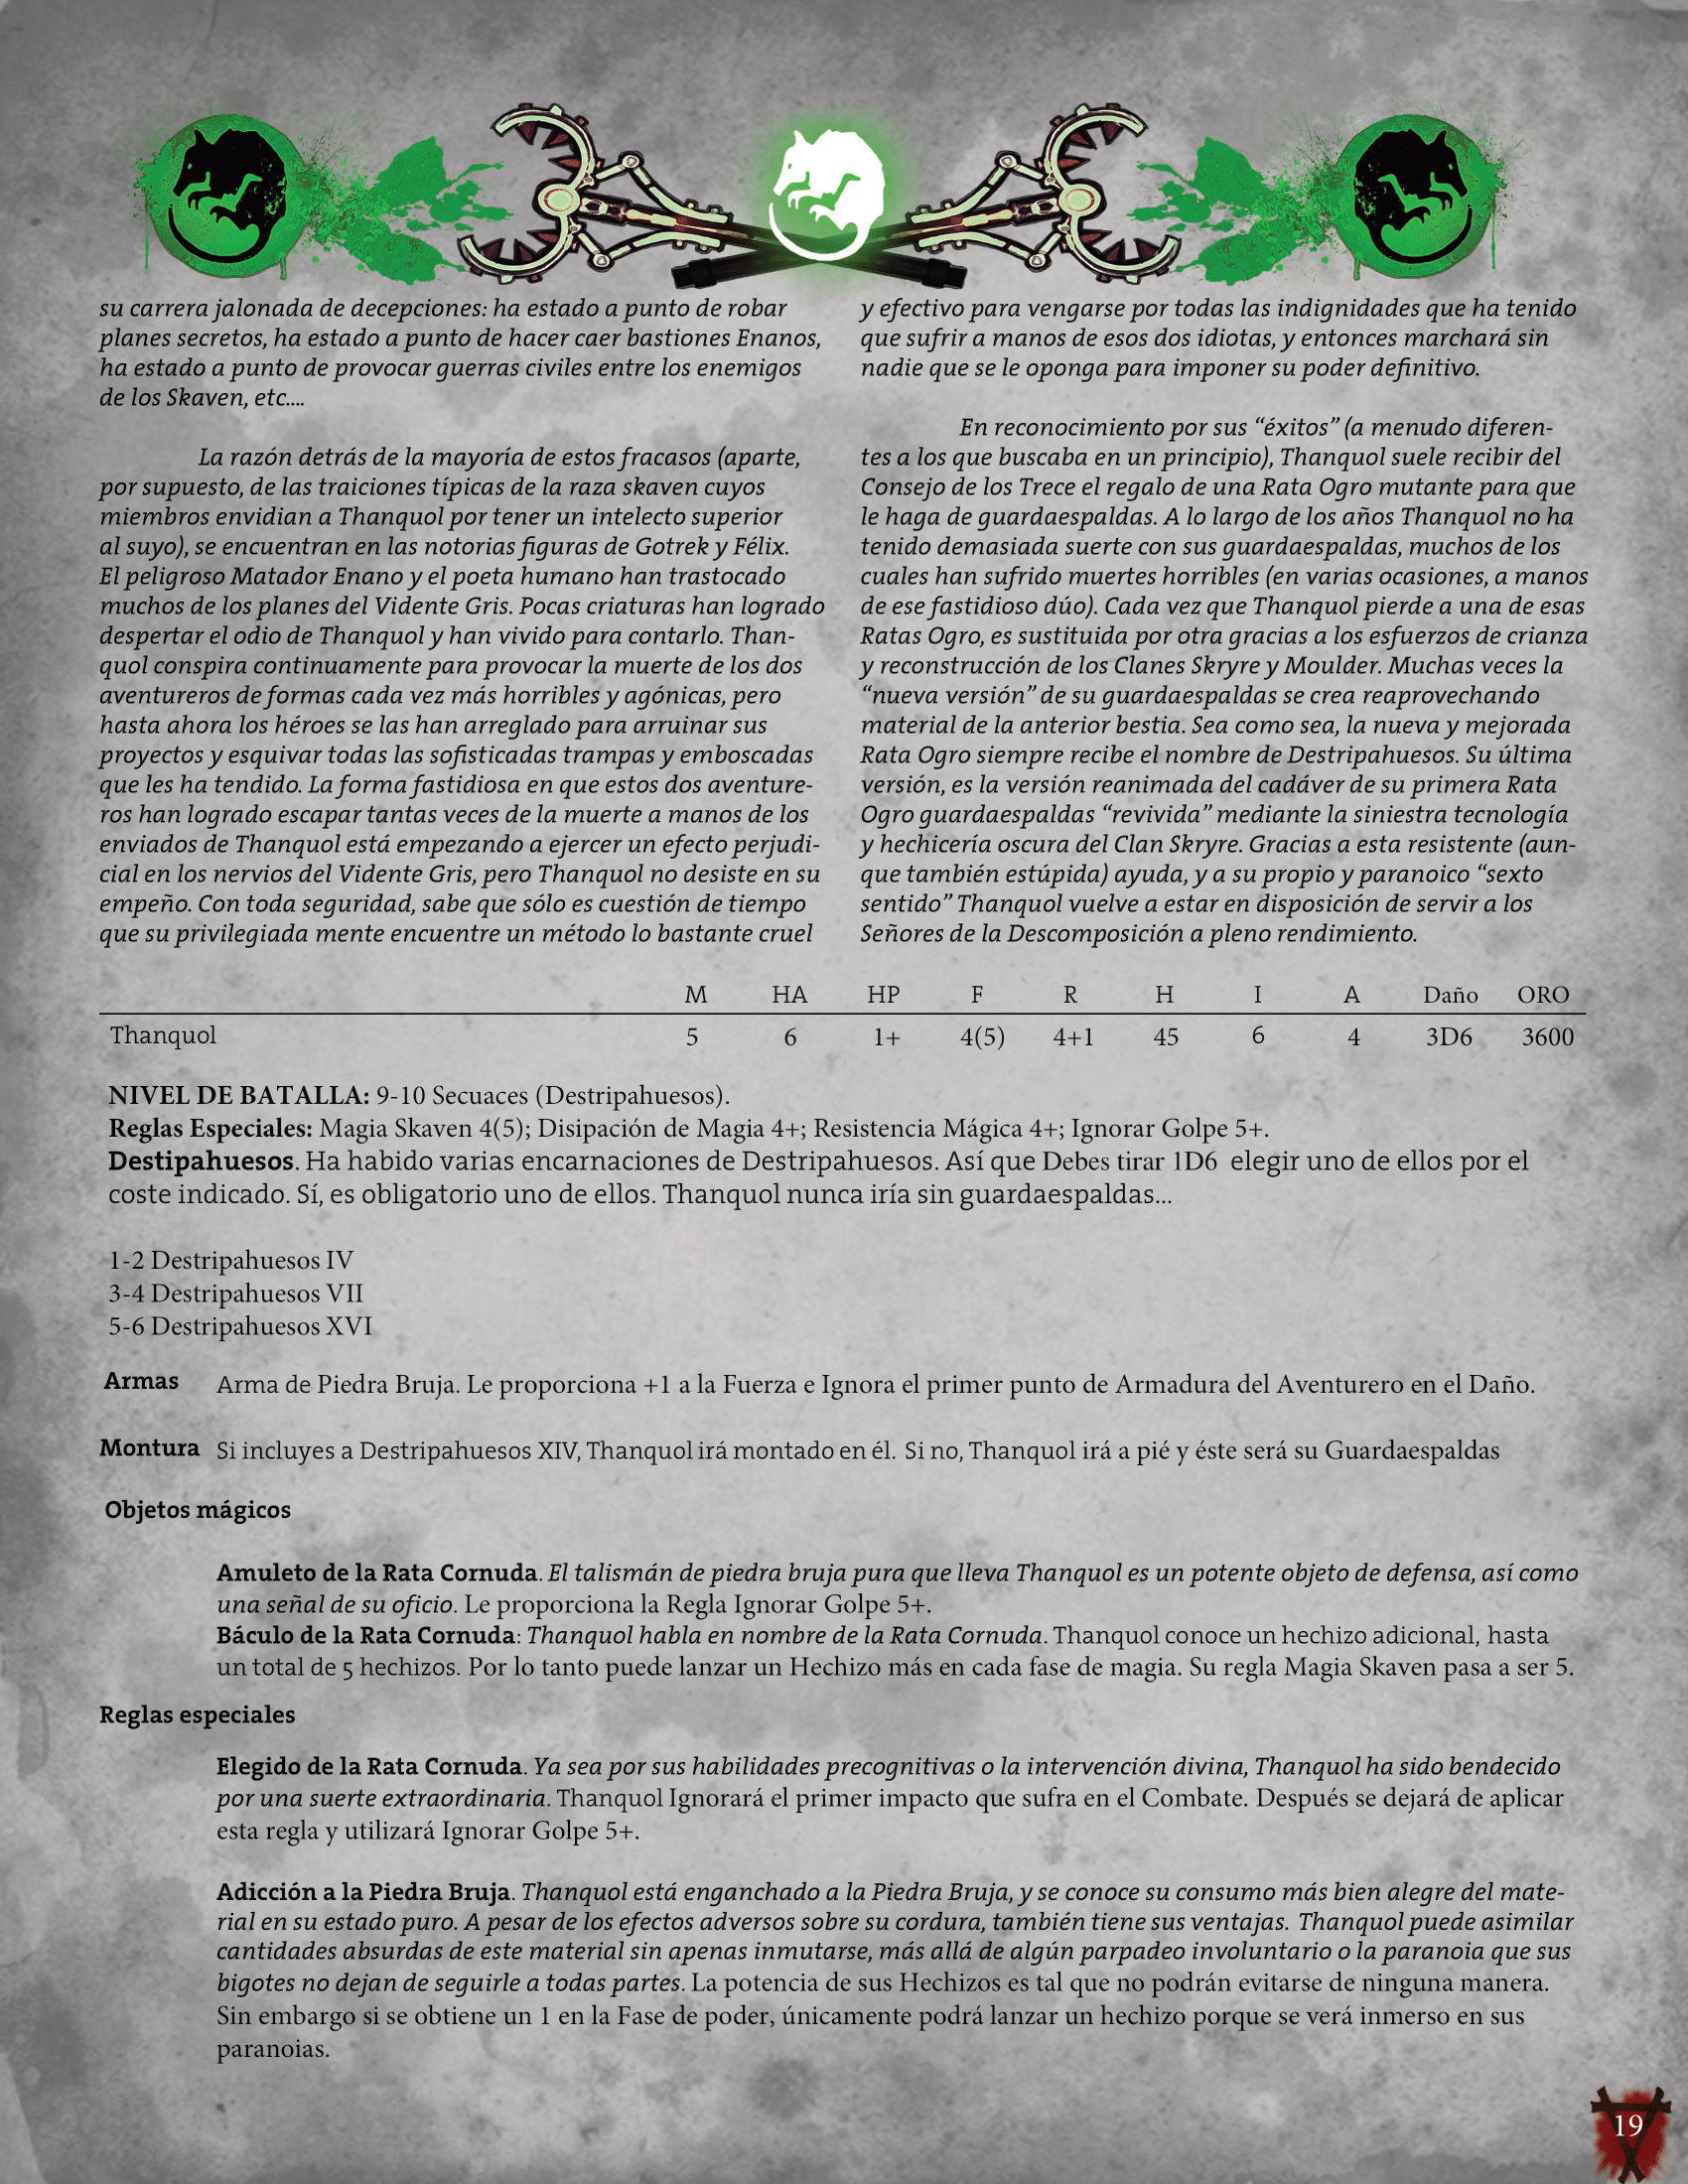 su carrera jalonada de decepciones: ha estado a punto de robar
planes secretos, ha estado a punto de hacer caer bastiones Enanos,
ha estado a punto de provocar guerras civiles entre los enemigos
de los Skaven, etc....
La razón detrás de la mayoría de estos fracasos (aparte,
por supuesto, de las traiciones típicas de la raza skaven cuyos
miembros envidian a Thanquol por tener un intelecto superior
al suyo), se encuentran en las notorias figuras de Gotrek y Félix.
El peligroso Matador Enano y el poeta humano han trastocado
muchos de los planes del Vidente Gris. Pocas criaturas han logrado
despertar el odio de Thanquol y han vivido para contarlo. Than-
quol conspira continuamente para provocar la muerte de los dos
aventureros de formas cada vez más horribles y agónicas, pero
hasta ahora los héroes se las han arreglado para arruinar sus
proyectos y esquivar todas las sofisticadas trampas y emboscadas
que les ha tendido. La forma fastidiosa en que estos dos aventure-
ros han logrado escapar tantas veces de la muerte a manos de los
enviados de Thanquol está empezando a ejercer un efecto perjudi-
cial en los nervios del Vidente Gris, pero Thanquol no desiste en su
empeño. Con toda seguridad, sabe que sólo es cuestión de tiempo
que su privilegiada mente encuentre un método lo bastante cruel
y efectivo para vengarse por todas las indignidades que ha tenido
que sufrir a manos de esos dos idiotas, y entonces marchará sin
nadie que se le oponga para imponer su poder definitivo.
En reconocimiento por sus “éxitos” (a menudo diferen-
tes a los que buscaba en un principio), Thanquol suele recibir del
Consejo de los Trece el regalo de una Rata Ogro mutante para que
le haga de guardaespaldas. A lo largo de los años Thanquol no ha
tenido demasiada suerte con sus guardaespaldas, muchos de los
cuales han sufrido muertes horribles (en varias ocasiones, a manos
de ese fastidioso dúo). Cada vez que Thanquol pierde a una de esas
Ratas Ogro, es sustituida por otra gracias a los esfuerzos de crianza
y reconstrucción de los Clanes Skryre y Moulder. Muchas veces la
“nueva versión” de su guardaespaldas se crea reaprovechando
material de la anterior bestia. Sea como sea, la nueva y mejorada
Rata Ogro siempre recibe el nombre de Destripahuesos. Su última
versión, es la versión reanimada del cadáver de su primera Rata
Ogro guardaespaldas “revivida” mediante la siniestra tecnología
y hechicería oscura del Clan Skryre. Gracias a esta resistente (aun-
que también estúpida) ayuda, y a su propio y paranoico “sexto
sentido” Thanquol vuelve a estar en disposición de servir a los
Señores de la Descomposición a pleno rendimiento.
M HA HP F R H I A Daño ORO
Thanquol 5 6 1+ 4(5) 4+1 45 6 4 3D6 3600
NIVEL DE BATALLA: 9-10 Secuaces (Destripahuesos).
Reglas Especiales: Magia Skaven 4(5); Disipación de Magia 4+; Resistencia Mágica 4+; Ignorar Golpe 5+.
Destipahuesos. Ha habido varias encarnaciones de Destripahuesos. Así que Debes tirar 1D6 elegir uno de ellos por el
coste indicado. Sí, es obligatorio uno de ellos. Thanquol nunca iría sin guardaespaldas...
1-2 Destripahuesos IV
3-4 Destripahuesos VII
5-6 Destripahuesos XVI
Armas Arma de Piedra Bruja. Le proporciona +1 a la Fuerza e Ignora el primer punto de Armadura del Aventurero en el Daño.
Montura Si incluyes a Destripahuesos XIV, Thanquol irá montado en él. Si no, Thanquol irá a pié y éste será su Guardaespaldas
Objetos mágicos
Amuleto de la Rata Cornuda. El talismán de piedra bruja pura que lleva Thanquol es un potente objeto de defensa, así como
una señal de su oficio. Le proporciona la Regla Ignorar Golpe 5+.
Báculo de la Rata Cornuda: Thanquol habla en nombre de la Rata Cornuda. Thanquol conoce un hechizo adicional, hasta
un total de 5 hechizos. Por lo tanto puede lanzar un Hechizo más en cada fase de magia. Su regla Magia Skaven pasa a ser 5.
Reglas especiales
Elegido de la Rata Cornuda. Ya sea por sus habilidades precognitivas o la intervención divina, Thanquol ha sido bendecido
por una suerte extraordinaria. Thanquol Ignorará el primer impacto que sufra en el Combate. Después se dejará de aplicar
esta regla y utilizará Ignorar Golpe 5+.
Adicción a la Piedra Bruja. Thanquol está enganchado a la Piedra Bruja, y se conoce su consumo más bien alegre del mate-
rial en su estado puro. A pesar de los efectos adversos sobre su cordura, también tiene sus ventajas. Thanquol puede asimilar
cantidades absurdas de este material sin apenas inmutarse, más allá de algún parpadeo involuntario o la paranoia que sus
bigotes no dejan de seguirle a todas partes. La potencia de sus Hechizos es tal que no podrán evitarse de ninguna manera.
Sin embargo si se obtiene un 1 en la Fase de poder, únicamente podrá lanzar un hechizo porque se verá inmerso en sus
paranoias.
19